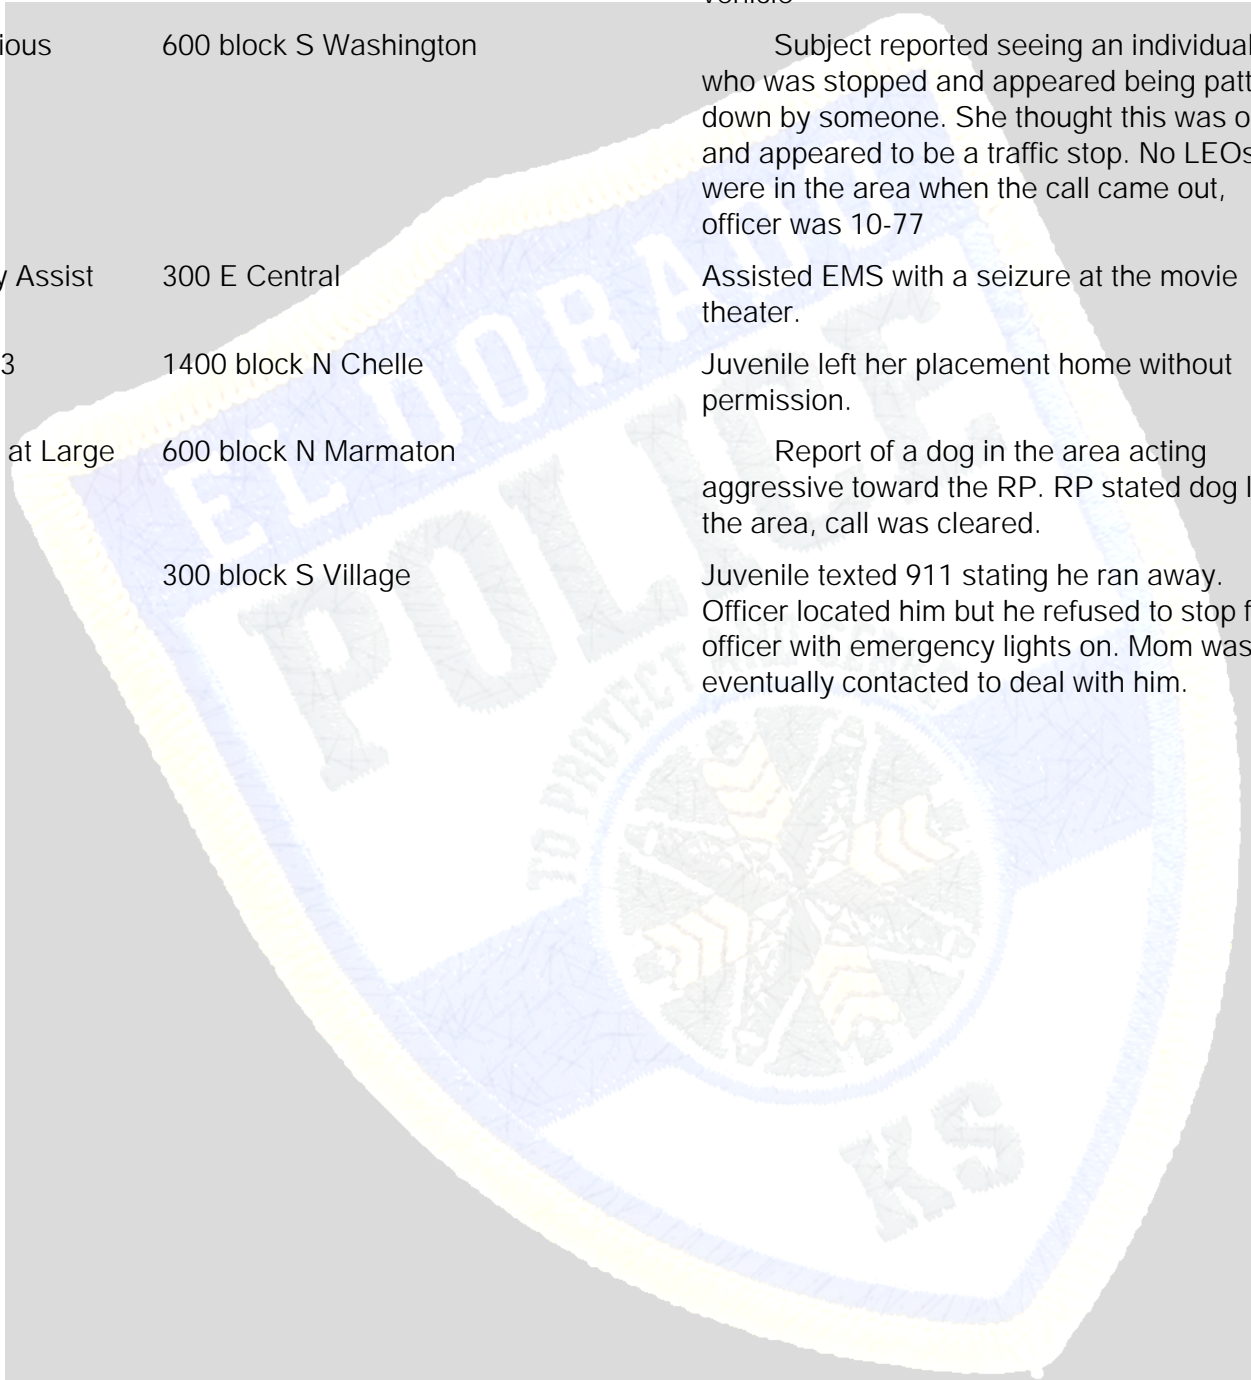 600 block S Washington
Subject reported seeing an individual
who was stopped and appeared being
down by someone. She thought this was
and appeared to be a traffic stop. No LEOs
were in the area when the call came out,
officer was 10-77
Assist 300 E Central
Assisted EMS with a seizure at the movie
theater.
3 1400 block N Chelle
Juvenile left her placement home without
permission.
at Large 600 block N Marmaton
Report of a dog in the area acting
aggressive toward the RP. RP stated dog
the area, call was cleared.
300 block S Village
Juvenile texted 911 stating he ran away.
Officer located him but he refused to stop
officer with emergency lights on. Mom was
eventually contacted to deal with him.
EL DORADO
POLICE
TO PROTECT
KS